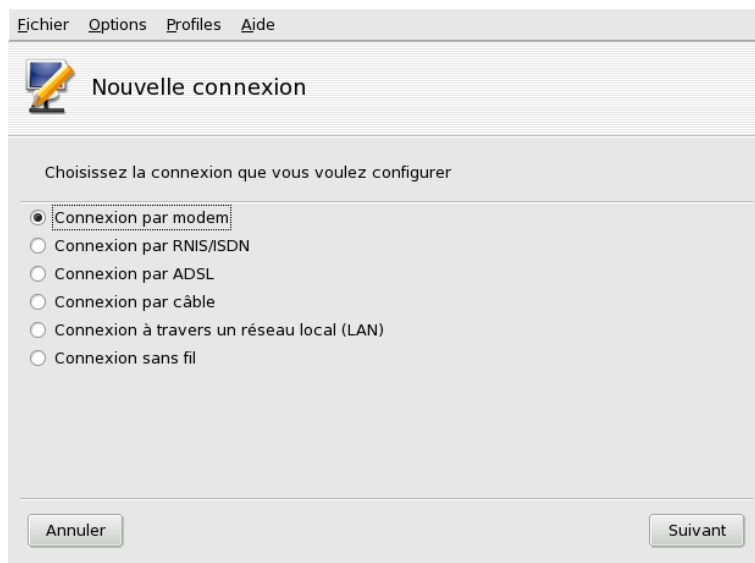 Fichier Options Profiles Aide
Nouvelle connexion
Choisissez la connexion que vous voulez configurer
Connexion par modem
Connexion par RNIS/ISDN
Connexion par ADSL
Connexion par câble
Connexion à travers un réseau local (LAN)
Connexion sans fil
Annuler Suivant